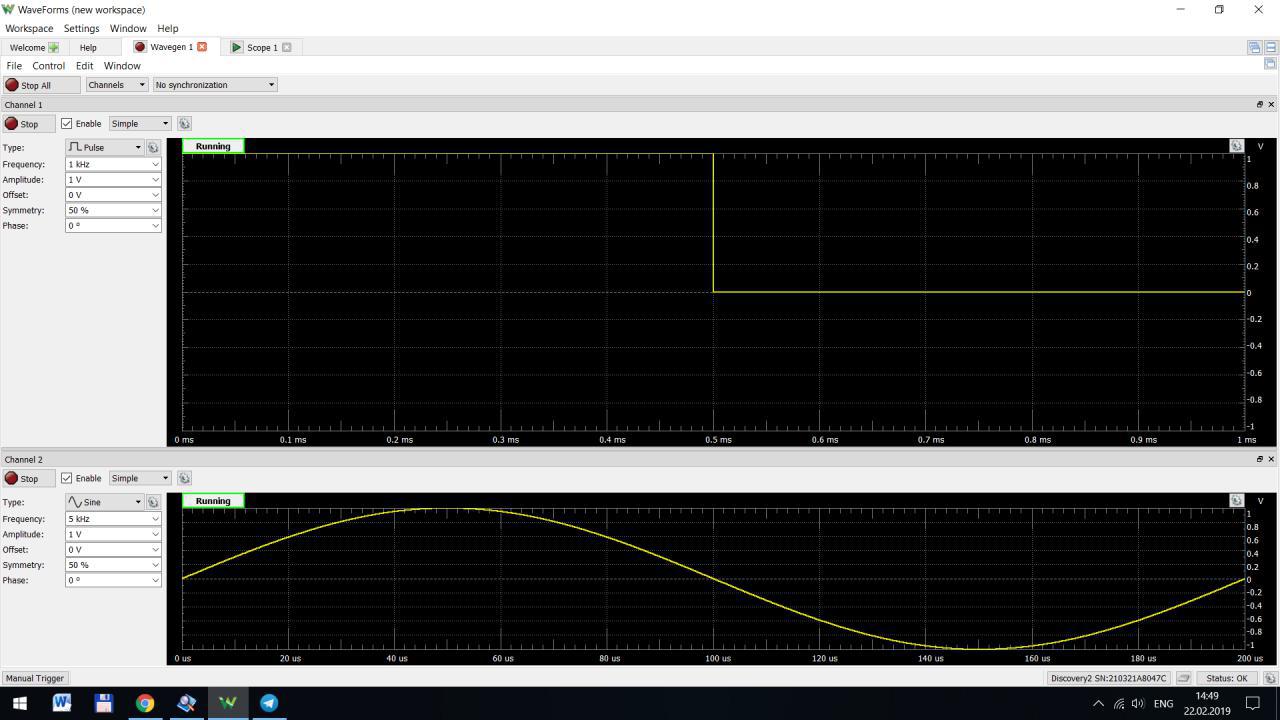 WaveForms (new workspace)
Workspace Settings Window Help
Welcome Help Wavegen 1 Scope 1
File Control Edit Window
Stop All Channels No synchronization
Channel 1
Stop Enable Simple
Type: Pulse Running V
Frequency: 1 kHz
Amplitude: 1 V
Offset: 0 V
Symmetry: 50 %
Phase: 0 º
1
0.8
0.6
0.4
0.2
0
-0.2
-0.4
-0.6
-0.8
-1
0 ms 0.1 ms 0.2 ms 0.3 ms 0.4 ms 0.5 ms 0.6 ms 0.7 ms 0.8 ms 0.9 ms 1 ms
Channel 2
Stop Enable Simple
Type: Sine Running V
Frequency: 5 kHz
Amplitude: 1 V
Offset: 0 V
Symmetry: 50 %
Phase: 0 º
1
0.8
0.6
0.4
0.2
0
-0.2
-0.4
-0.6
-0.8
-1
0 us 20 us 40 us 60 us 80 us 100 us 120 us 140 us 160 us 180 us 200 us
Manual Trigger Discovery2 SN:210321A8047C Status: OK
ENG 14:49
22.02.2019